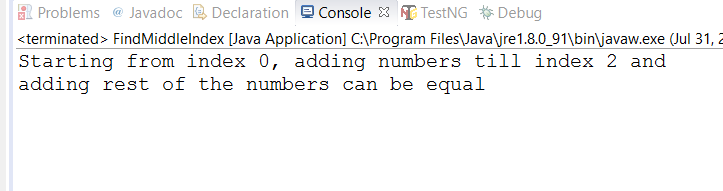 Problems @ Javadoc Declaration Console TestNG Debug
<terminated> FindMiddleIndex [Java Application] C:\Program Files\Java\jre1.8.0_91\bin\javaw.exe (Jul 31, 2
Starting from index 0, adding numbers till index 2 and
adding rest of the numbers can be equal